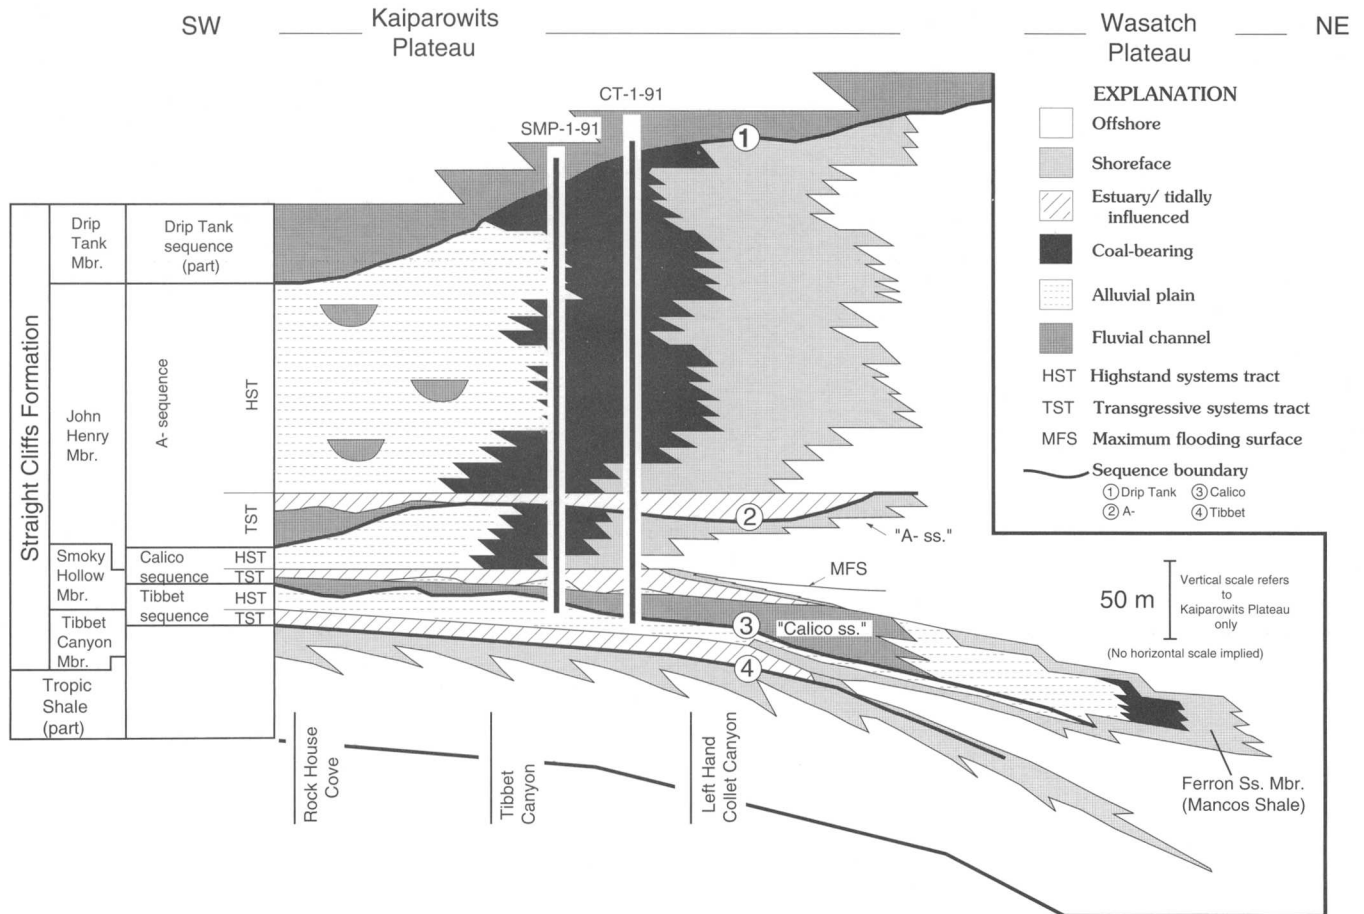 SW
Kaiparowits
Plateau
Wasatch
Plateau
NE
CT-1-91
SMP-1-91
1
EXPLANATION
Offshore
Shoreface
Estuary/ tidally
influenced
Coal-bearing
Alluvial plain
Fluvial channel
HST Highstand systems tract
TST Transgressive systems tract
MFS Maximum flooding surface
Sequence boundary
1 Drip Tank 3 Calico
2 A- 4 Tibbet
Straight Cliffs Formation
Drip
Tank
Mbr.
Drip Tank
sequence
(part)
John
Henry
Mbr.
A- sequence
HST
TST
Smoky
Hollow
Mbr.
Calico
sequence
HST
TST
Tibbet
sequence
HST
TST
Tibbet
Canyon
Mbr.
Tropic
Shale
(part)
2
"A- ss."
MFS
3
"Calico ss."
4
50 m
Vertical scale refers
to
Kaiparowits Plateau
only
(No horizontal scale implied)
Rock House
Cove
Tibbet
Canyon
Left Hand
Collet Canyon
Ferron Ss. Mbr.
(Mancos Shale)